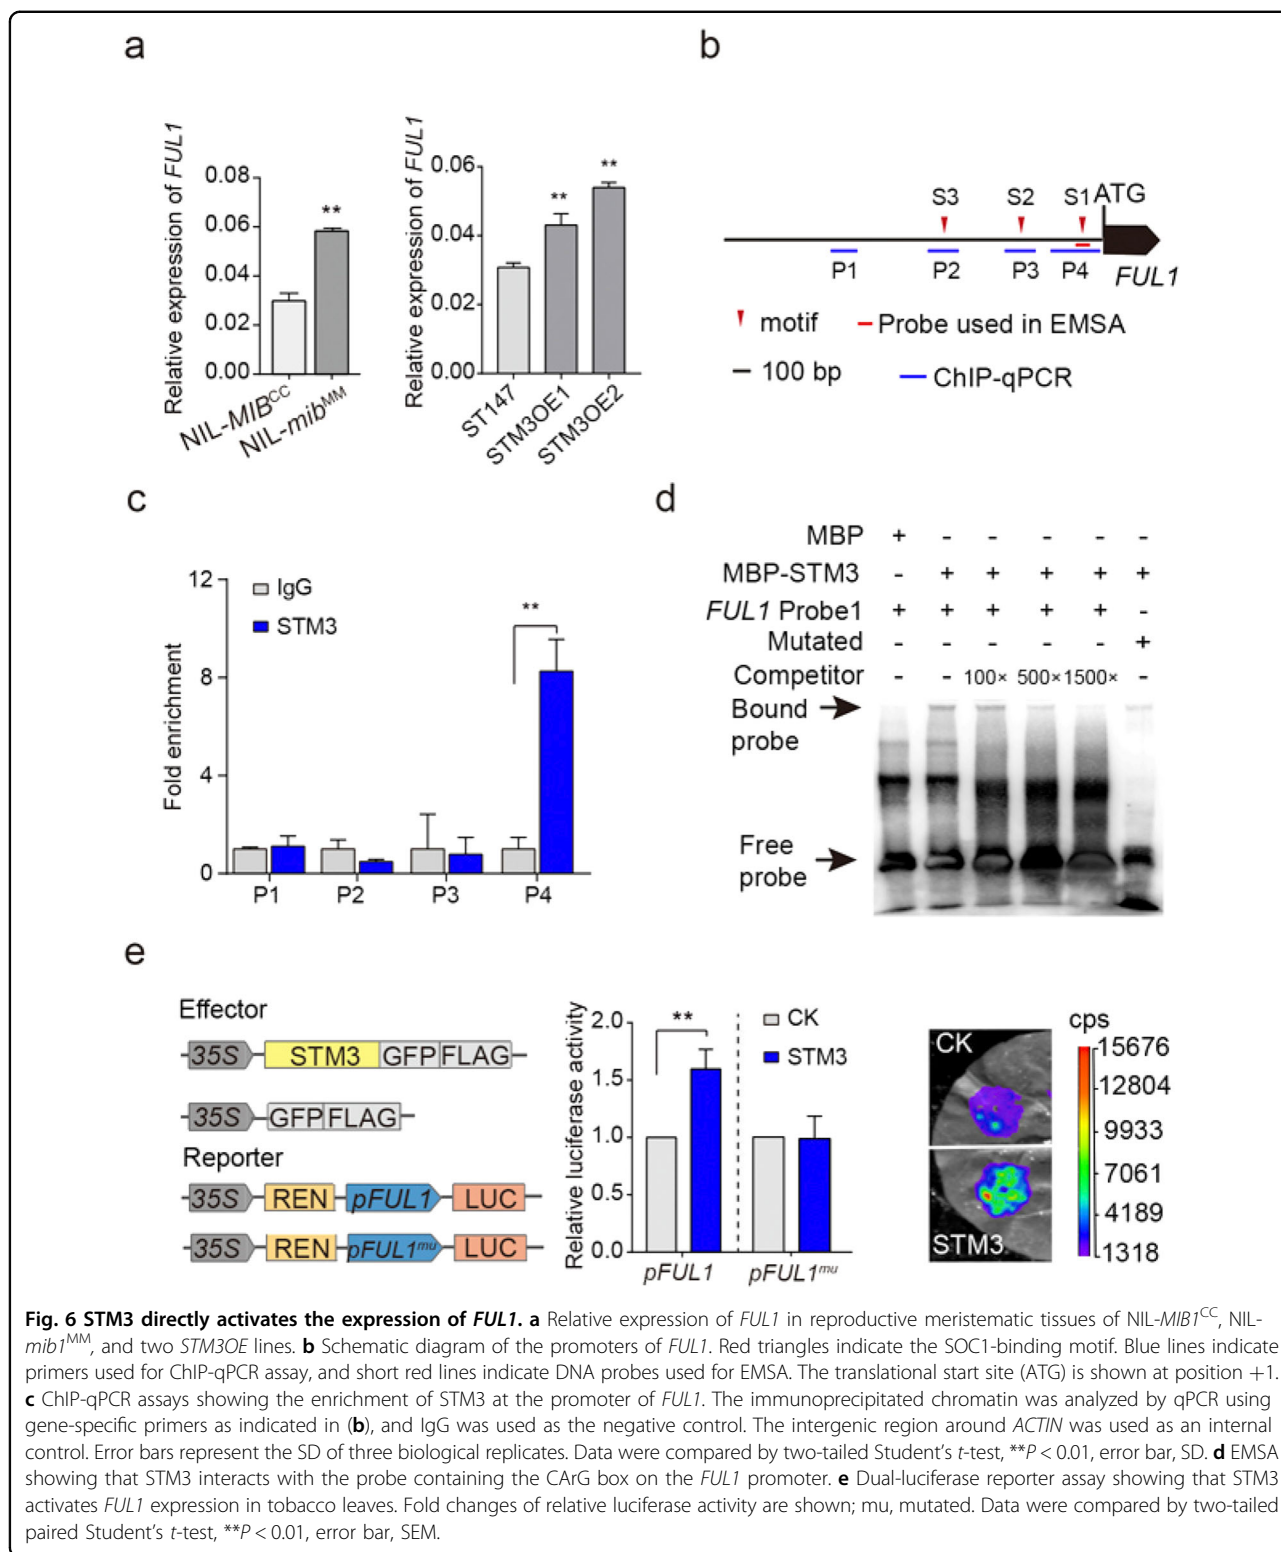 a
Relative expression of FUL1
0.08
0.06
0.04
0.02
0.00
**
NIL-MIB^CC
NIL-mib^MM
Relative expression of FUL1
0.06
0.04
0.02
0.00
**
**
ST147
STM3OE1
STM3OE2
b
S3 S2 S1 ATG
P1 P2 P3 P4 FUL1
motif Probe used in EMSA
100 bp ChIP-qPCR
c
Fold enrichment
12
8
4
0
IgG
STM3
**
P1 P2 P3 P4
d
MBP + - - - - -
MBP-STM3 - + + + + +
FUL1 Probe1 + + + + + -
Mutated - - - - - +
Competitor - - 100× 500× 1500× -
Bound
probe
Free
probe
e
Effector
35S STM3 GFP FLAG
35S GFP FLAG
Reporter
35S REN pFUL1 LUC
35S REN pFUL1^mu LUC
Relative luciferase activity
2.0
1.5
1.0
0.5
0.0
**
CK
STM3
pFUL1 pFUL1^mu
CK
STM3
cps
15676
12804
9933
7061
4189
1318
Fig. 6 STM3 directly activates the expression of FUL1. a Relative expression of FUL1 in reproductive meristematic tissues of NIL-MIB1^CC, NIL-
mib1^MM, and two STM3OE lines. b Schematic diagram of the promoters of FUL1. Red triangles indicate the SOC1-binding motif. Blue lines indicate
primers used for ChIP-qPCR assay, and short red lines indicate DNA probes used for EMSA. The translational start site (ATG) is shown at position +1.
c ChIP-qPCR assays showing the enrichment of STM3 at the promoter of FUL1. The immunoprecipitated chromatin was analyzed by qPCR using
gene-specific primers as indicated in (b), and IgG was used as the negative control. The intergenic region around ACTIN was used as an internal
control. Error bars represent the SD of three biological replicates. Data were compared by two-tailed Student's t-test, **P < 0.01, error bar, SD. d EMSA
showing that STM3 interacts with the probe containing the CArG box on the FUL1 promoter. e Dual-luciferase reporter assay showing that STM3
activates FUL1 expression in tobacco leaves. Fold changes of relative luciferase activity are shown; mu, mutated. Data were compared by two-tailed
paired Student's t-test, **P < 0.01, error bar, SEM.